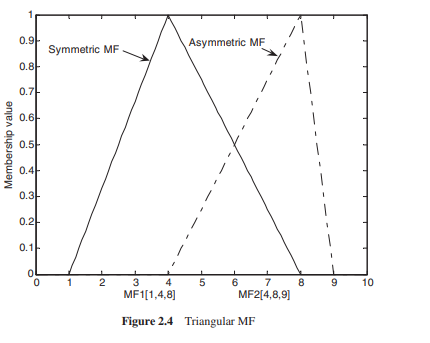 1
0.9
0.8
0.7
0.6
0.5
0.4
0.3
0.2
0.1
0
Membership value
Symmetric MF
Asymmetric MF
0 1 2 3 4 5 6 7 8 9 10
MF1[1,4,8] MF2[4,8,9]
Figure 2.4 Triangular MF